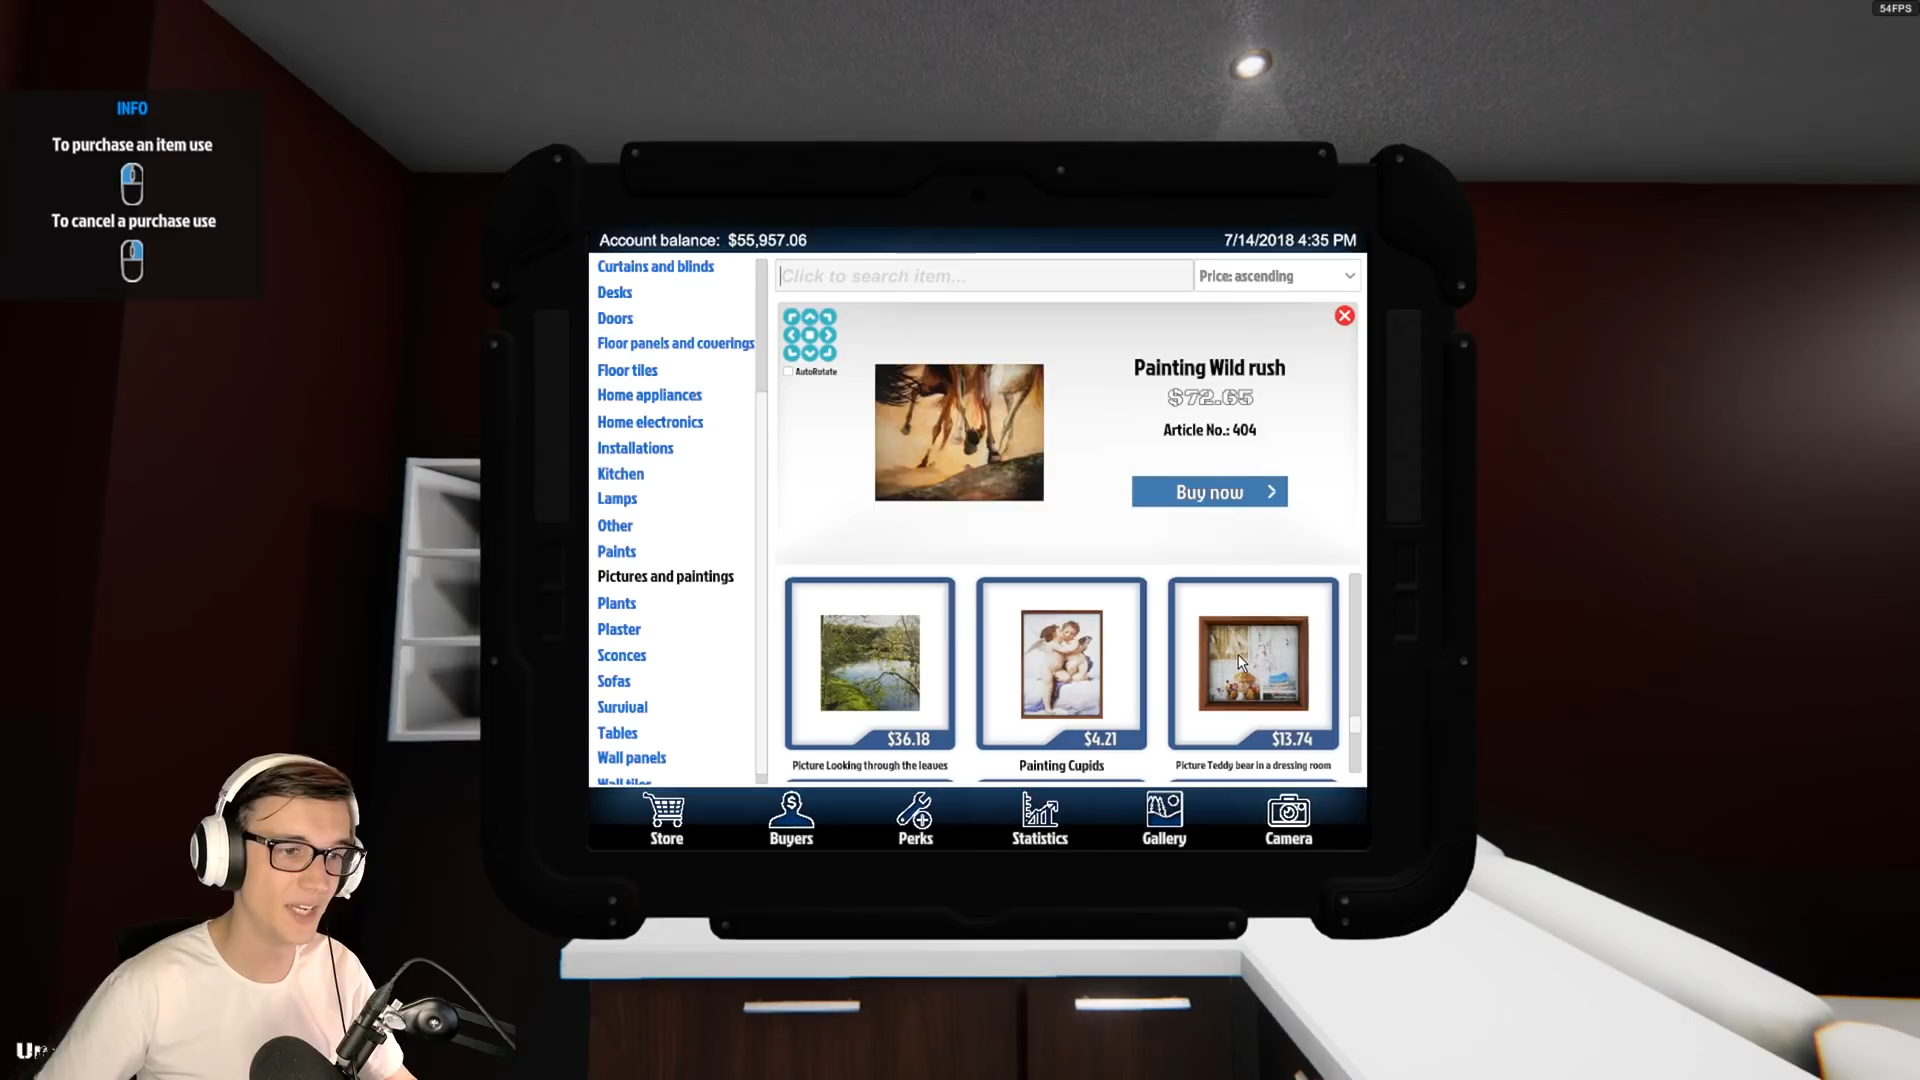 54FPS
INFO
To purchase an item use
To cancel a purchase use
Account balance: $55,957.06
7/14/2018 4:35 PM
Curtains and blinds
Desks
Doors
Floor panels and coverings
Floor tiles
Home appliances
Home electronics
Installations
Kitchen
Lamps
Other
Paints
Pictures and paintings
Plants
Plaster
Sconces
Sofas
Survival
Tables
Wall panels
Wall tiles
Click to search item...
Price: ascending
AutoRotate
Painting Wild rush
$72.65
Article No.: 404
Buy now
$36.18
Picture Looking through the leaves
$4.21
Painting Cupids
$13.74
Picture Teddy bear in a dressing room
Store
Buyers
Perks
Statistics
Gallery
Camera